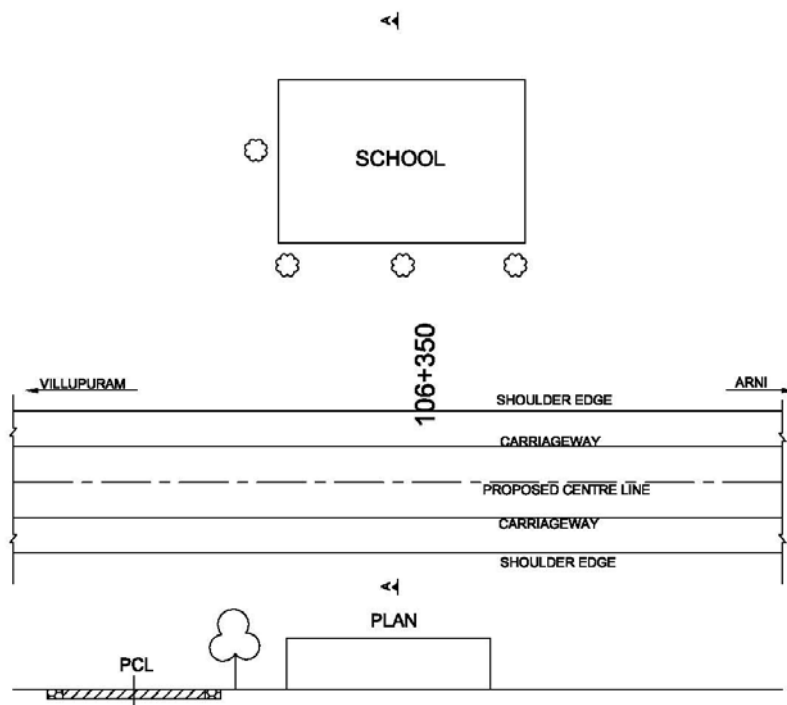 A
SCHOOL
106+350
VILLUPURAM
ARNI
SHOULDER EDGE
CARRIAGEWAY
PROPOSED CENTRE LINE
CARRIAGEWAY
SHOULDER EDGE
A
PLAN
PCL